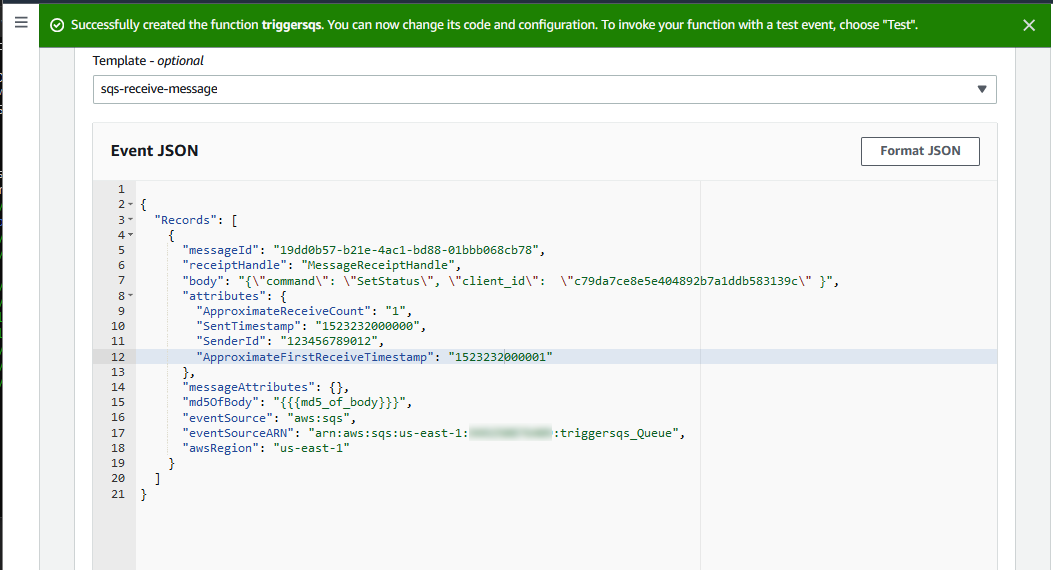 Successfully created the function triggersqs. You can now change its code and configuration. To invoke your function with a test event, choose "Test".
Template - optional
sqs-receive-message
Event JSON
Format JSON
1
2 {
3 "Records": [
4 {
5 "messageId": "19dd0b57-b21e-4ac1-bd88-01bbb068cb78",
6 "receiptHandle": "MessageReceiptHandle",
7 "body": "{\"command\": \"SetStatus\", \"client_id\":  \"c79da7ce8e5e404892b7a1ddb583139c\" }",
8 "attributes": {
9 "ApproximateReceiveCount": "1",
10 "SentTimestamp": "1523232000000",
11 "SenderId": "123456789012",
12 "ApproximateFirstReceiveTimestamp": "1523232000001"
13 },
14 "messageAttributes": {},
15 "md5OfBody": "{{{md5_of_body}}}",
16 "eventSource": "aws:sqs",
17 "eventSourceARN": "arn:aws:sqs:us-east-1: :triggersqs_Queue",
18 "awsRegion": "us-east-1"
19 }
20 ]
21 }